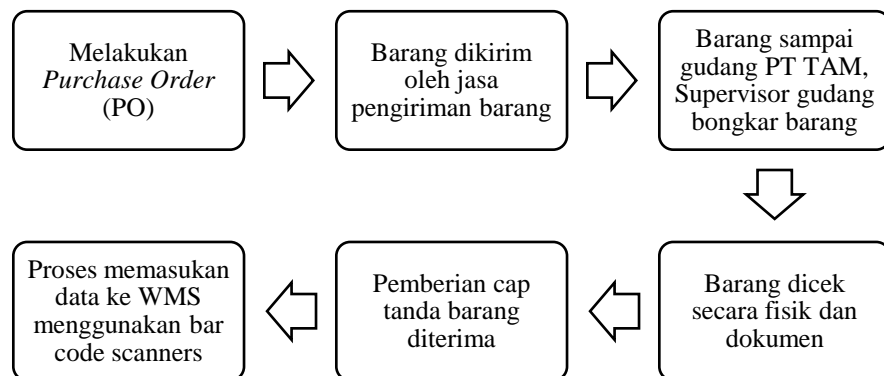 Melakukan
Purchase Order
(PO)
Barang dikirim
oleh jasa
pengiriman barang
Barang sampai
gudang PT TAM,
Supervisor gudang
bongkar barang
Barang dicek
secara fisik dan
dokumen
Pemberian cap
tanda barang
diterima
Proses memasukan
data ke WMS
menggunakan bar
code scanners